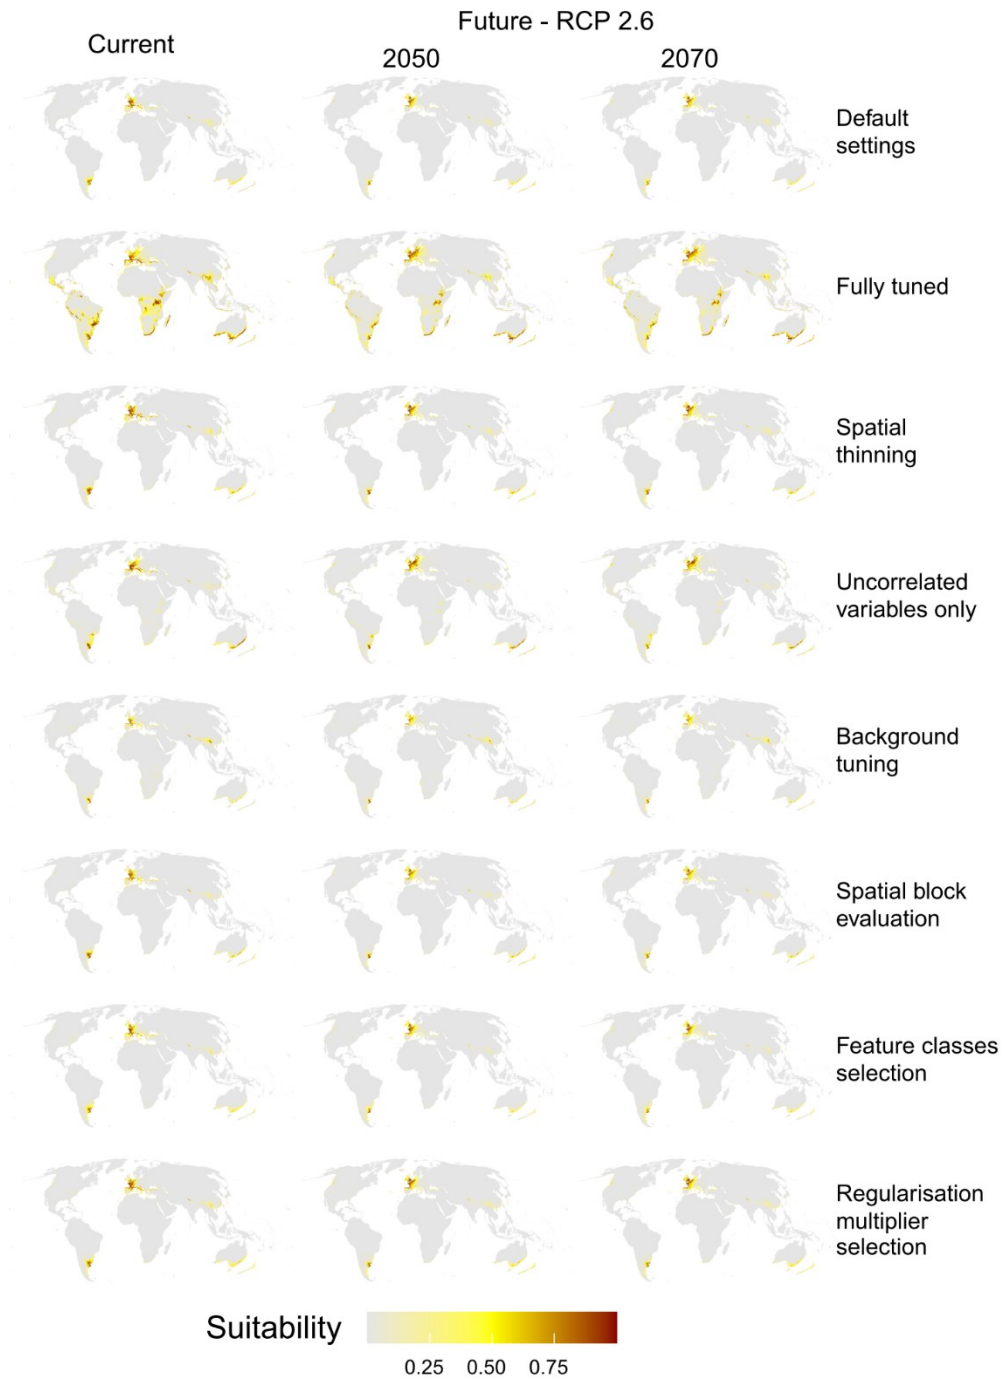 Future - RCP 2.6
Current
2050
2070
Default
settings
Fully tuned
Spatial
thinning
Uncorrelated
variables only
Background
tuning
Spatial block
evaluation
Feature classes
selection
Regularisation
multiplier
selection
Suitability
0.25 0.50 0.75